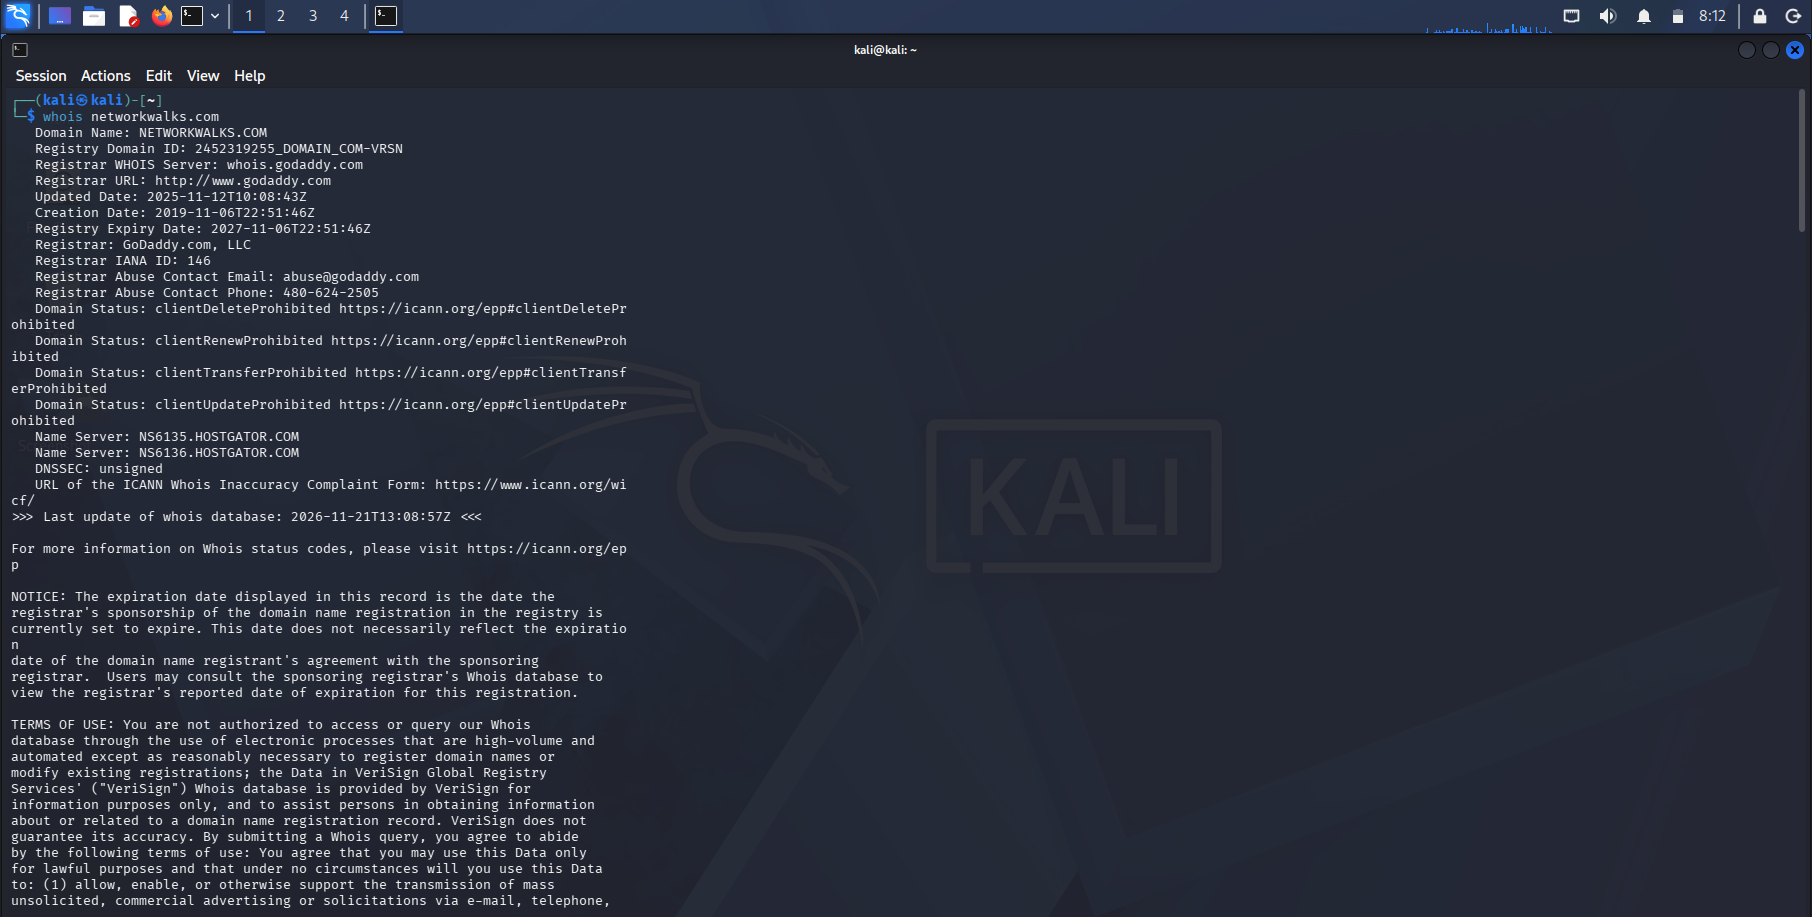 1 2 3 4 8:12
kali@kali: ~
Session Actions Edit View Help
┌──(kali㉿kali)-[~]
└─$ whois networkwalks.com
Domain Name: NETWORKWALKS.COM
Registry Domain ID: 2452319255_DOMAIN_COM-VRSN
Registrar WHOIS Server: whois.godaddy.com
Registrar URL: http://www.godaddy.com
Updated Date: 2025-11-12T10:08:43Z
Creation Date: 2019-11-06T22:51:46Z
Registry Expiry Date: 2027-11-06T22:51:46Z
Registrar: GoDaddy.com, LLC
Registrar IANA ID: 146
Registrar Abuse Contact Email: abuse@godaddy.com
Registrar Abuse Contact Phone: 480-624-2505
Domain Status: clientDeleteProhibited https://icann.org/epp#clientDeletePr
ohibited
Domain Status: clientRenewProhibited https://icann.org/epp#clientRenewProh
ibited
Domain Status: clientTransferProhibited https://icann.org/epp#clientTransf
erProhibited
Domain Status: clientUpdateProhibited https://icann.org/epp#clientUpdatePr
ohibited
Name Server: NS6135.HOSTGATOR.COM
Name Server: NS6136.HOSTGATOR.COM
DNSSEC: unsigned
URL of the ICANN Whois Inaccuracy Complaint Form: https://www.icann.org/wi
cf/
>>> Last update of whois database: 2026-11-21T13:08:57Z <<<
For more information on Whois status codes, please visit https://icann.org/ep
p
NOTICE: The expiration date displayed in this record is the date the
registrar's sponsorship of the domain name registration in the registry is
currently set to expire. This date does not necessarily reflect the expiratio
n
date of the domain name registrant's agreement with the sponsoring
registrar.  Users may consult the sponsoring registrar's Whois database to
view the registrar's reported date of expiration for this registration.
TERMS OF USE: You are not authorized to access or query our Whois
database through the use of electronic processes that are high-volume and
automated except as reasonably necessary to register domain names or
modify existing registrations; the Data in VeriSign Global Registry
Services' ("VeriSign") Whois database is provided by VeriSign for
information purposes only, and to assist persons in obtaining information
about or related to a domain name registration record. VeriSign does not
guarantee its accuracy. By submitting a Whois query, you agree to abide
by the following terms of use: You agree that you may use this Data only
for lawful purposes and that under no circumstances will you use this Data
to: (1) allow, enable, or otherwise support the transmission of mass
unsolicited, commercial advertising or solicitations via e-mail, telephone,
KALI